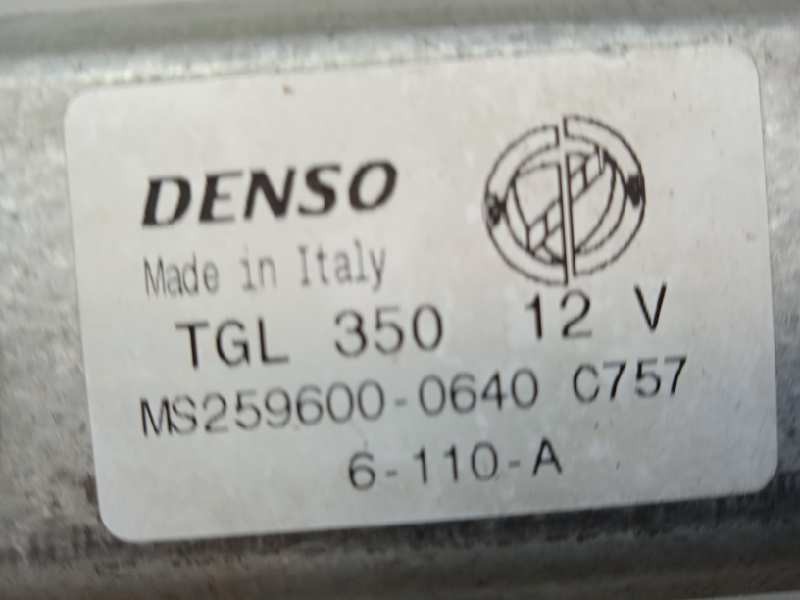 DENSO
Made in Italy
TGL 350 12 V
MS259600-0640 C757
6-110-A